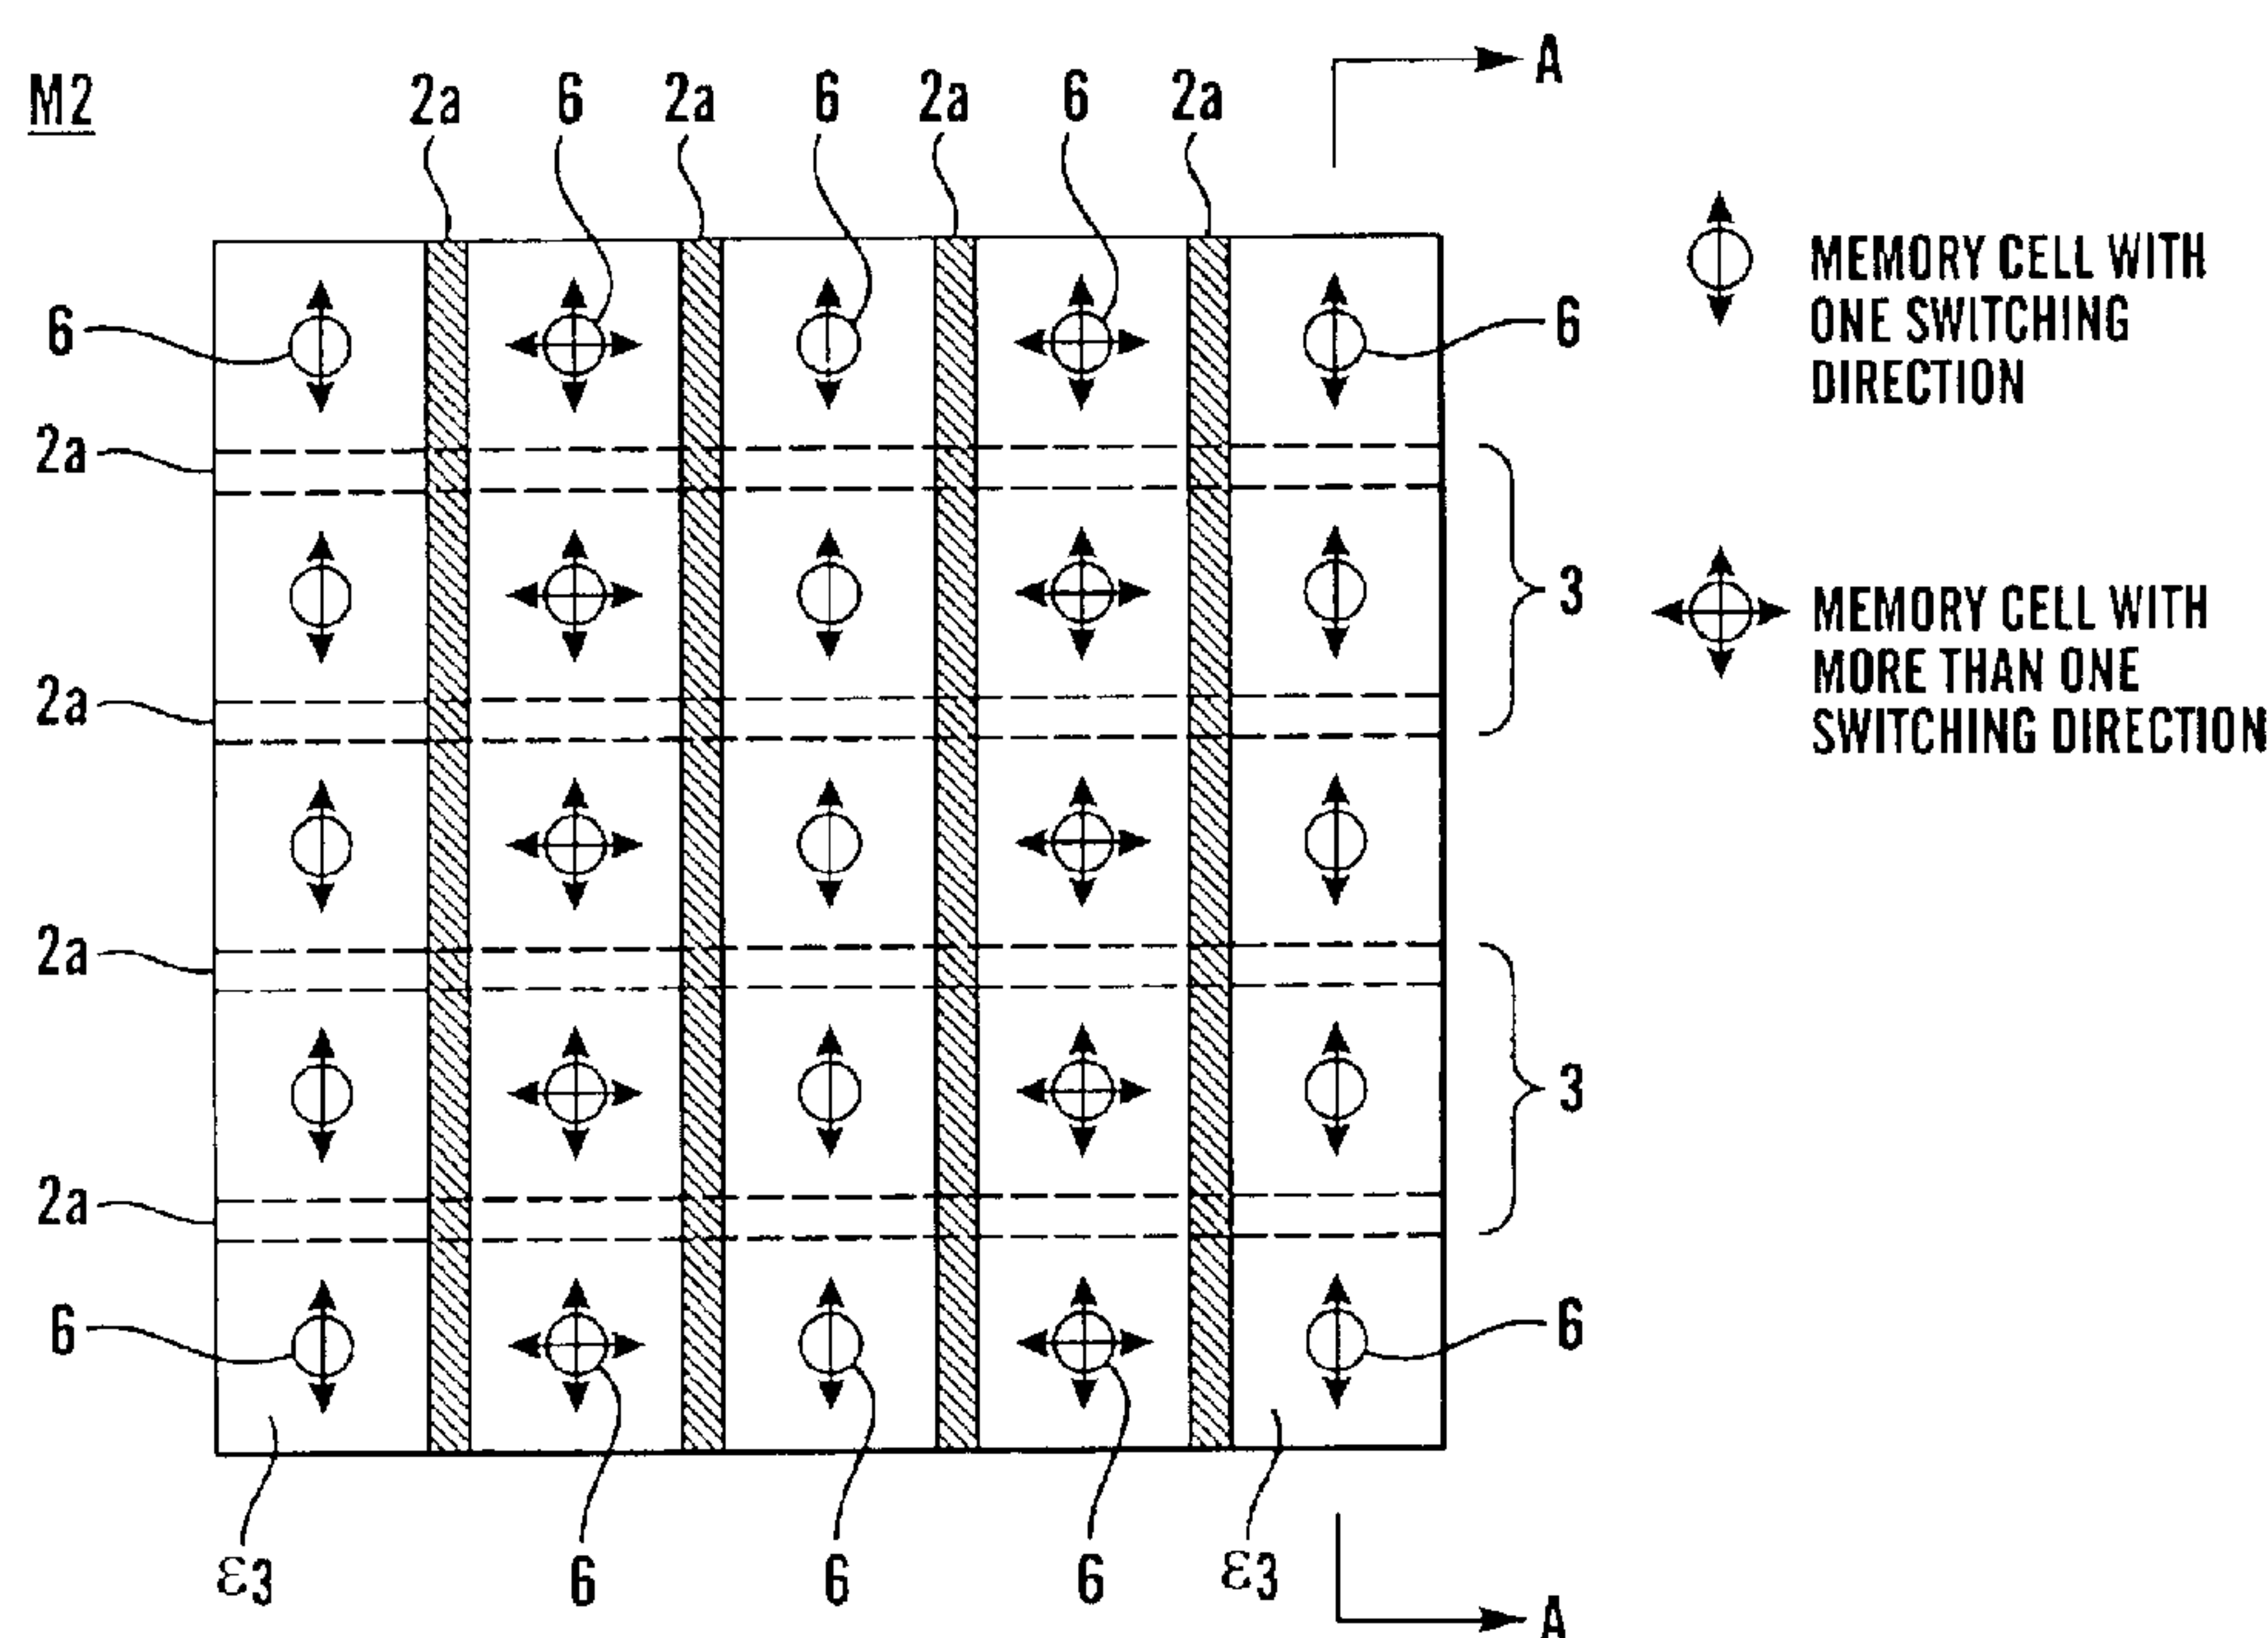 A
M2
2a 6 2a 6 2a 6 2a
6 6
MEMORY CELL WITH
ONE SWITCHING
DIRECTION
2a
3
MEMORY CELL WITH
MORE THAN ONE
SWITCHING DIRECTION
2a
2a
3
2a
6 6
ε3 6 6 6 ε3
A